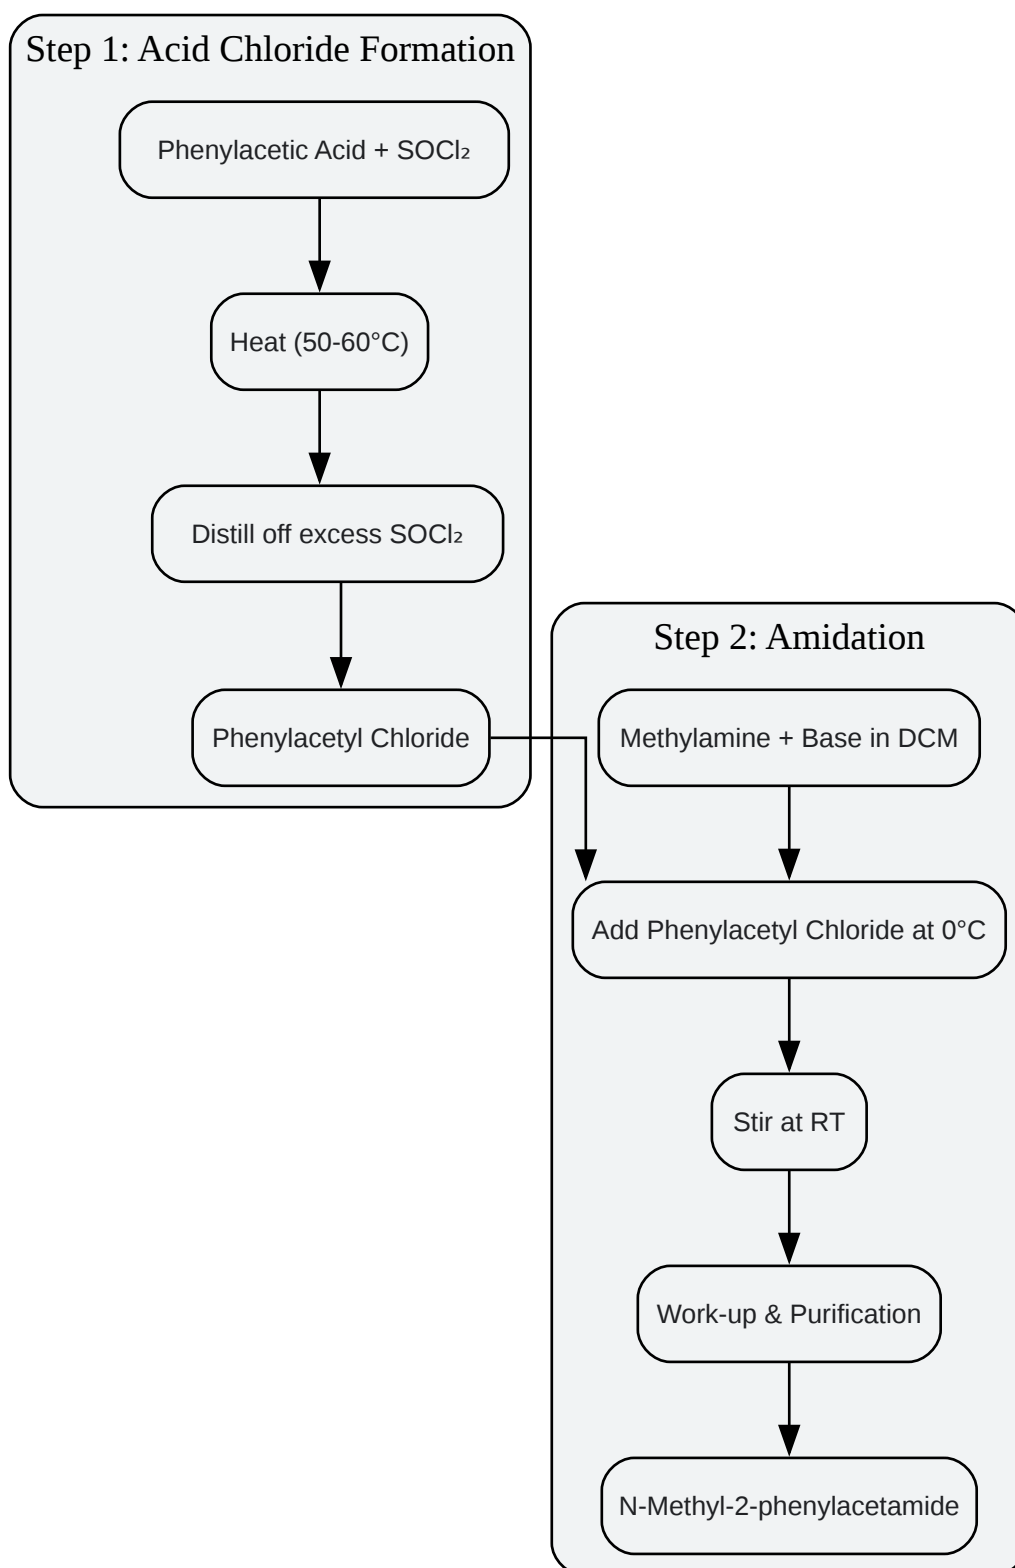 Step 1: Acid Chloride Formation
Phenylacetic Acid + SOCl₂
Heat (50-60°C)
Distill off excess SOCl₂
Phenylacetyl Chloride
Step 2: Amidation
Methylamine + Base in DCM
Add Phenylacetyl Chloride at 0°C
Stir at RT
Work-up & Purification
N-Methyl-2-phenylacetamide